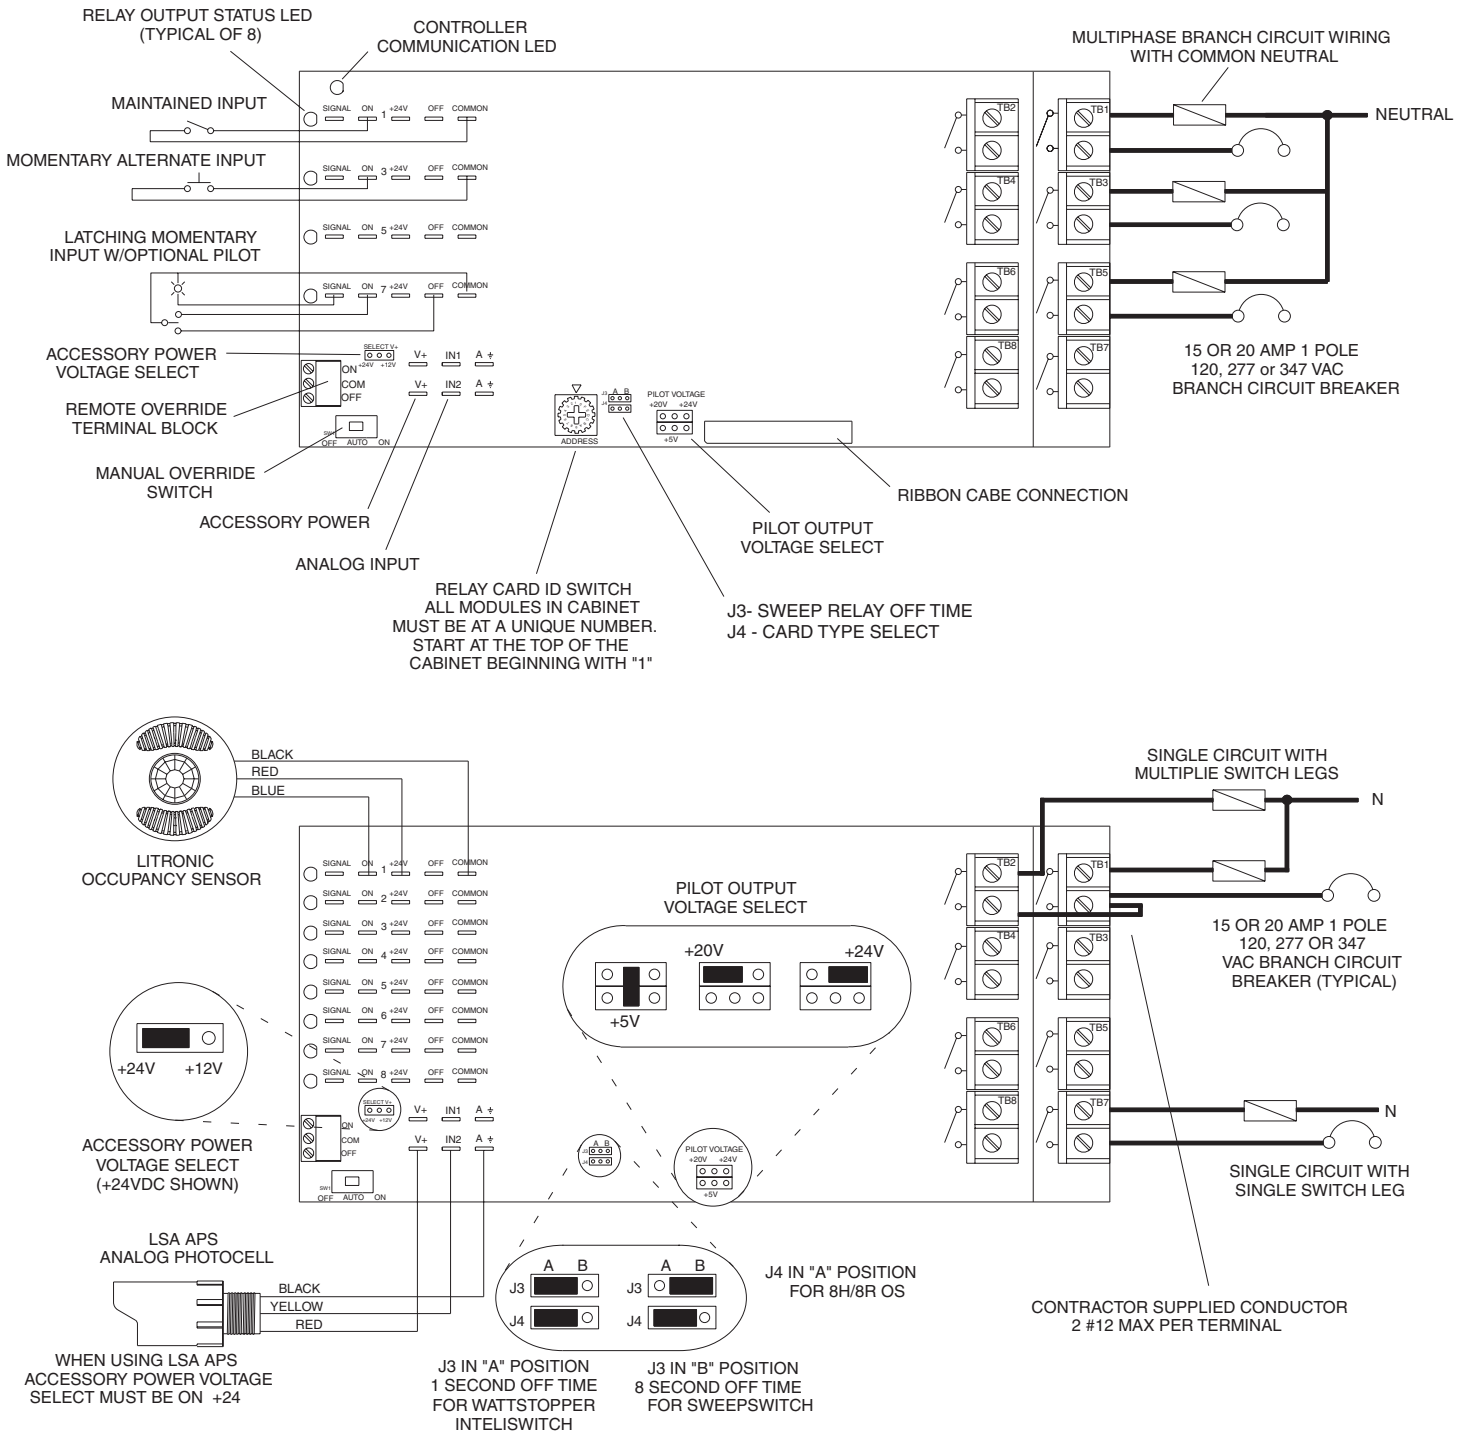 RELAY OUTPUT STATUS LED
(TYPICAL OF 8)
CONTROLLER
COMMUNICATION LED
MULTIPHASE BRANCH CIRCUIT WIRING
WITH COMMON NEUTRAL
MAINTAINED INPUT
SIGNAL ON 1 +24V OFF COMMON
TB2
TB1
NEUTRAL
MOMENTARY ALTERNATE INPUT
SIGNAL ON 3 +24V OFF COMMON
TB4
TB3
LATCHING MOMENTARY
INPUT W/OPTIONAL PILOT
SIGNAL ON 5 +24V OFF COMMON
SIGNAL ON 7 +24V OFF COMMON
TB6
TB5
ACCESSORY POWER
VOLTAGE SELECT
SELECT V+
+24V +12V
V+ IN1 A
V+ IN2 A
TB8
TB7
15 OR 20 AMP 1 POLE
120, 277 or 347 VAC
BRANCH CIRCUIT BREAKER
ON
COM
OFF
REMOTE OVERRIDE
TERMINAL BLOCK
SW1
OFF AUTO ON
ADDRESS
A B
J3
J4
PILOT VOLTAGE
+20V +24V
+5V
MANUAL OVERRIDE
SWITCH
RIBBON CABE CONNECTION
ACCESSORY POWER
PILOT OUTPUT
VOLTAGE SELECT
ANALOG INPUT
RELAY CARD ID SWITCH
ALL MODULES IN CABINET
MUST BE AT A UNIQUE NUMBER.
START AT THE TOP OF THE
CABINET BEGINNING WITH "1"
J3- SWEEP RELAY OFF TIME
J4 - CARD TYPE SELECT
BLACK
RED
BLUE
LITRONIC
OCCUPANCY SENSOR
SINGLE CIRCUIT WITH
MULTIPLIE SWITCH LEGS
N
SIGNAL ON 1 +24V OFF COMMON
SIGNAL ON 2 +24V OFF COMMON
SIGNAL ON 3 +24V OFF COMMON
SIGNAL ON 4 +24V OFF COMMON
SIGNAL ON 5 +24V OFF COMMON
SIGNAL ON 6 +24V OFF COMMON
SIGNAL ON 7 +24V OFF COMMON
SIGNAL ON 8 +24V OFF COMMON
PILOT OUTPUT
VOLTAGE SELECT
+20V
+24V
+5V
TB2
TB1
TB4
TB3
TB6
TB5
TB8
TB7
15 OR 20 AMP 1 POLE
120, 277 OR 347
VAC BRANCH CIRCUIT
BREAKER (TYPICAL)
N
SINGLE CIRCUIT WITH
SINGLE SWITCH LEG
+24V +12V
ACCESSORY POWER
VOLTAGE SELECT
(+24VDC SHOWN)
SELECT V+
+24V +12V
V+ IN1 A
V+ IN2 A
ON
COM
OFF
SW1
OFF AUTO ON
A B
J3
J4
PILOT VOLTAGE
+20V +24V
+5V
LSA APS
ANALOG PHOTOCELL
BLACK
YELLOW
RED
WHEN USING LSA APS
ACCESSORY POWER VOLTAGE
SELECT MUST BE ON +24
A B
J3
J4
A B
J3
J4
J4 IN "A" POSITION
FOR 8H/8R OS
J3 IN "A" POSITION
1 SECOND OFF TIME
FOR WATTSTOPPER
INTELISWITCH
J3 IN "B" POSITION
8 SECOND OFF TIME
FOR SWEEPSWITCH
CONTRACTOR SUPPLIED CONDUCTOR
2 #12 MAX PER TERMINAL